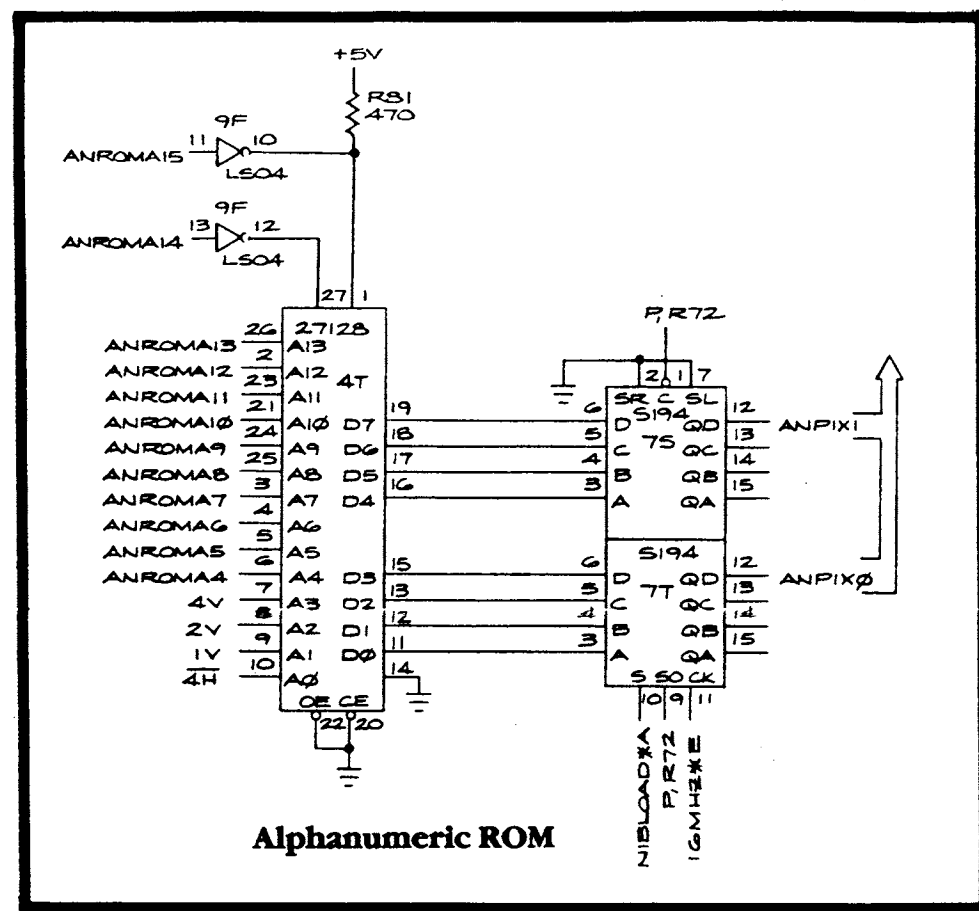 +5V
R81
470
9F
11 10
ANROMA15
LS04
9F
13 12
ANROMA14
LS04
27 1
P,R72
27128
4T
ANROMA13 26 A13
ANROMA12 2 A12
ANROMA11 23 A11
ANROMA1Ø 21 A1Ø
ANROMA9 24 A9
ANROMA8 25 A8
ANROMA7 3 A7
ANROMA6 4 A6
ANROMA5 5 A5
ANROMA4 6 A4
4V 7 A3
2V 8 A2
1V 9 A1
4H 10 AØ
D7 19
D6 18
D5 17
D4 16
D3 15
D2 13
D1 12
DØ 11
14
OE CE
22 20
2 1 7
SR C SL
S194
7S
6 D QD 12 ANPIX1
5 C QC 13
4 B QB 14
3 A QA 15
S194
7T
6 D QD 12 ANPIXØ
5 C QC 13
4 B QB 14
3 A QA 15
S SO CK
10 9 11
NIBLOAD*A
P,R72
16MHZ*E
Alphanumeric ROM